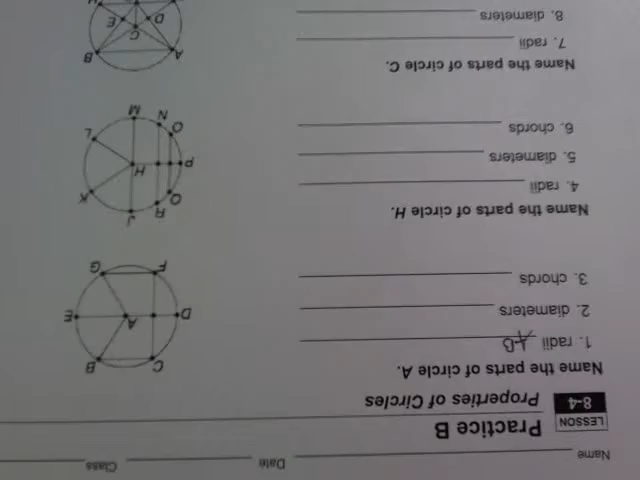 Name Date Class
LESSON 8-4 Practice B
Properties of Circles
Name the parts of circle A.
1. radii AB
2. diameters
3. chords
C B
D A E
F G
Name the parts of circle H.
4. radii
5. diameters
6. chords
J
R
Q K
P H
O L
N
M
Name the parts of circle C.
7. radii
8. diameters
A B
C
D E